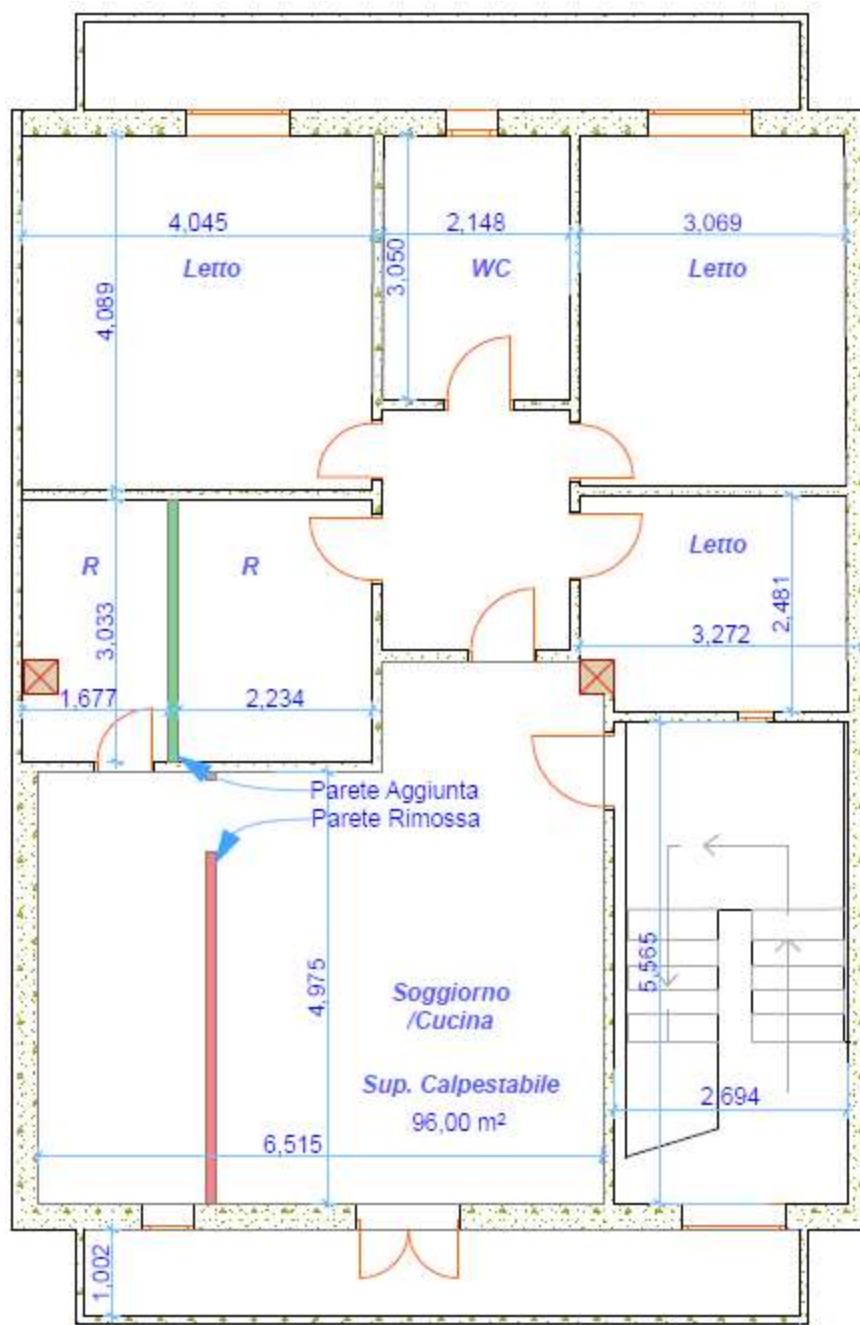 4,045
2,148
3,069
Letto
WC
Letto
3,050
4,089
R
R
Letto
3,033
2,481
3,272
1,677
2,234
Parete Aggiunta
Parete Rimossa
4,975
5,565
Soggiorno
/Cucina
Sup. Calpestabile
96,00 m²
2,694
6,515
1,002